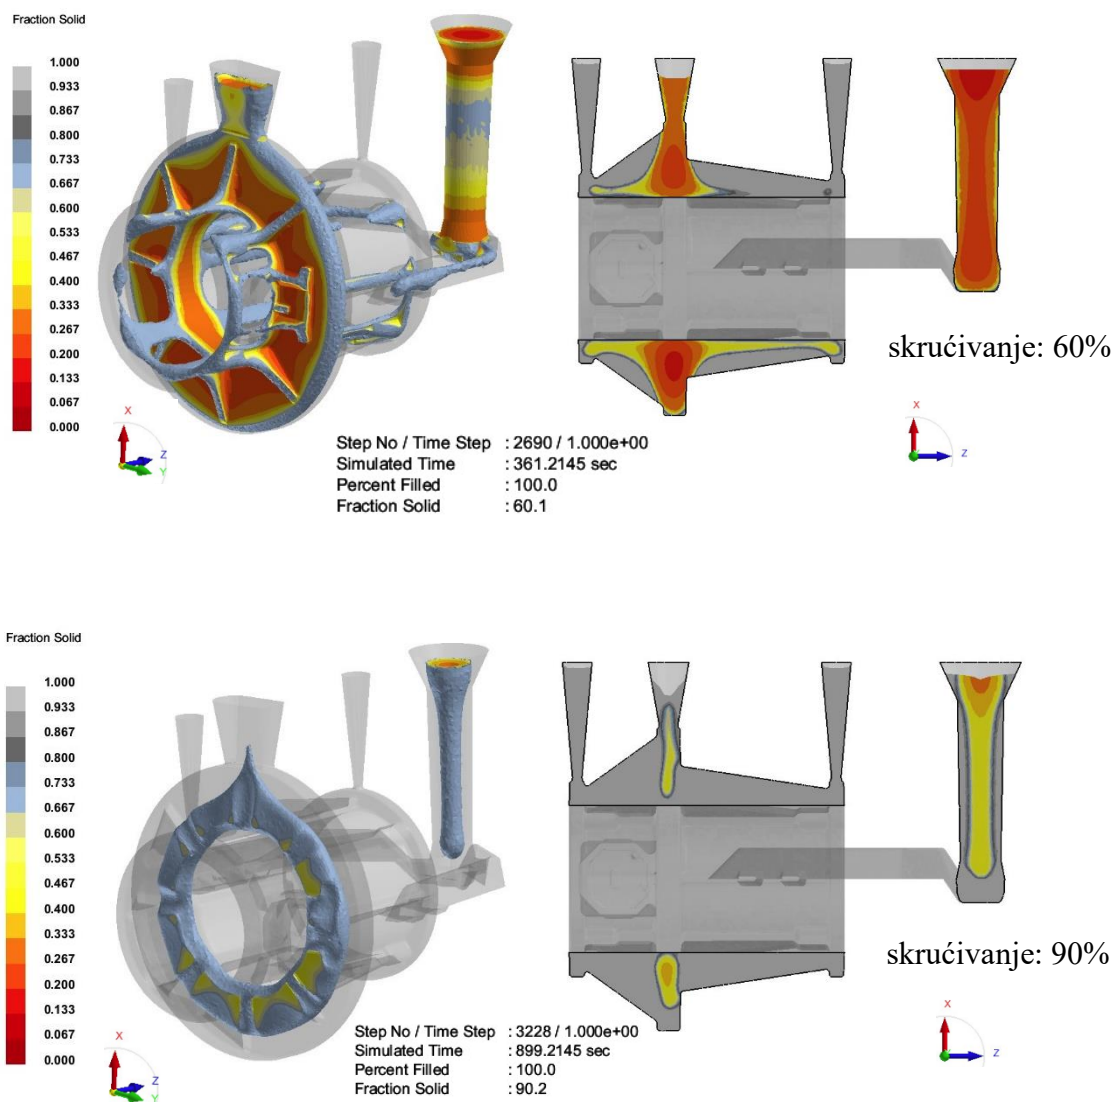 Fraction Solid
1.000
0.933
0.867
0.800
0.733
0.667
0.600
0.533
0.467
0.400
0.333
0.267
0.200
0.133
0.067
0.000
X
Z
Y
skrućivanje: 60%
X
Z
Step No / Time Step : 2690 / 1.000e+00
Simulated Time : 361.2145 sec
Percent Filled : 100.0
Fraction Solid : 60.1
Fraction Solid
1.000
0.933
0.867
0.800
0.733
0.667
0.600
0.533
0.467
0.400
0.333
0.267
0.200
0.133
0.067
0.000
X
Z
Y
skrućivanje: 90%
X
Z
Step No / Time Step : 3228 / 1.000e+00
Simulated Time : 899.2145 sec
Percent Filled : 100.0
Fraction Solid : 90.2